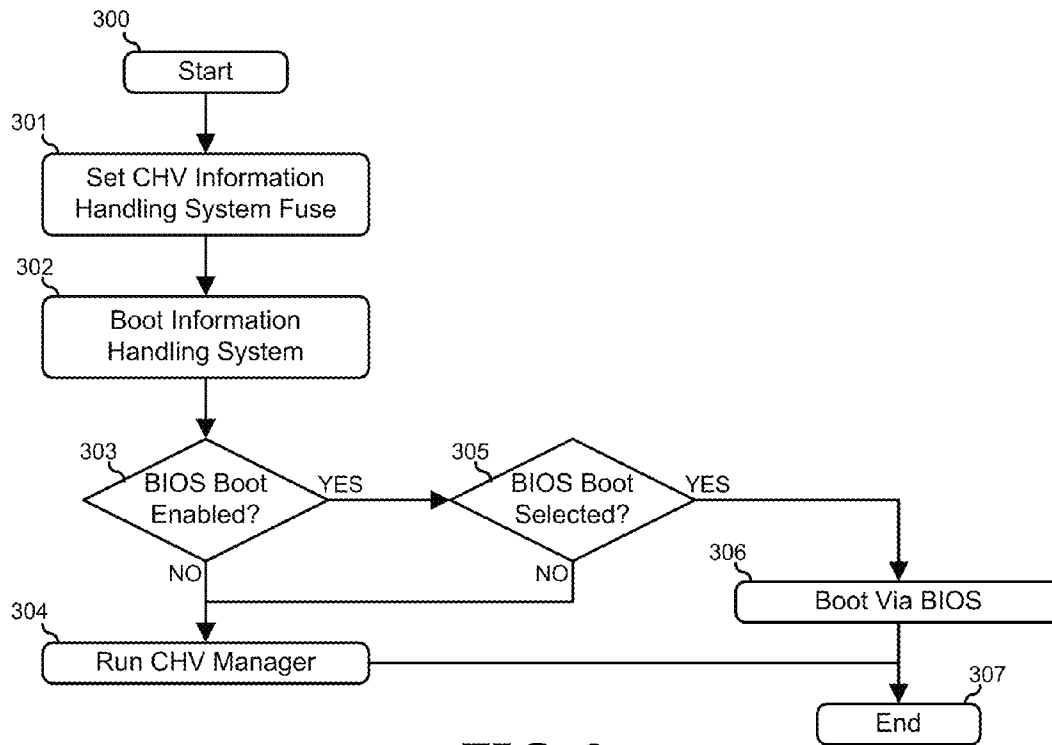 300
Start
301
Set CHV Information
Handling System Fuse
302
Boot Information
Handling System
303
BIOS Boot
Enabled?
YES
NO
305
BIOS Boot
Selected?
YES
NO
306
Boot Via BIOS
304
Run CHV Manager
307
End